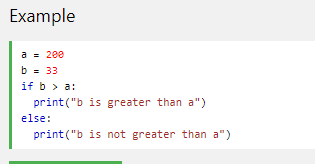 Example
a = 200
b = 33
if b > a:
  print("b is greater than a")
else:
  print("b is not greater than a")